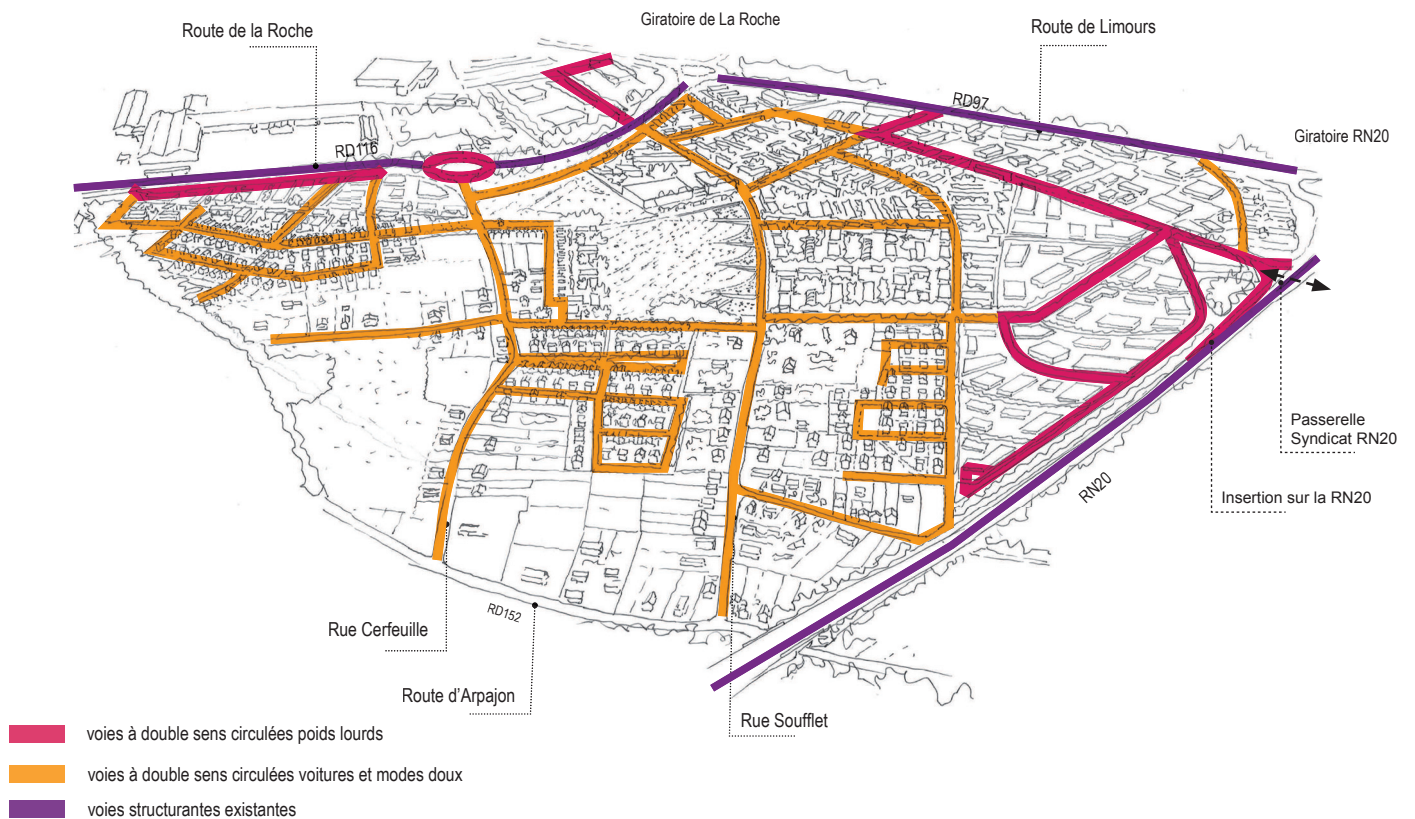 Giratoire de La Roche
Route de la Roche
Route de Limours
RD97
Giratoire RN20
RD116
Passerelle
Syndicat RN20
RN20
Insertion sur la RN20
RD152
Rue Cerfeuille
Route d'Arpajon
Rue Soufflet
voies à double sens circulées poids lourds
voies à double sens circulées voitures et modes doux
voies structurantes existantes